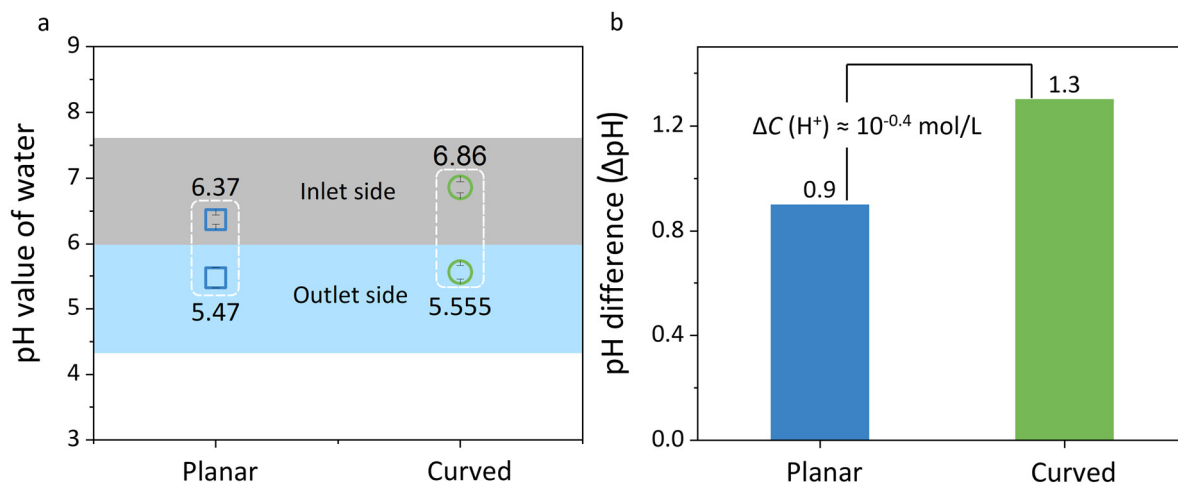 a
pH value of water
9
8
7
6
5
4
3
6.37
5.47
Inlet side
Outlet side
6.86
5.555
Planar
Curved
b
pH difference (ΔpH)
1.2
0.8
0.4
0.0
ΔC (H⁺) ≈ 10⁻⁰·⁴ mol/L
0.9
1.3
Planar
Curved